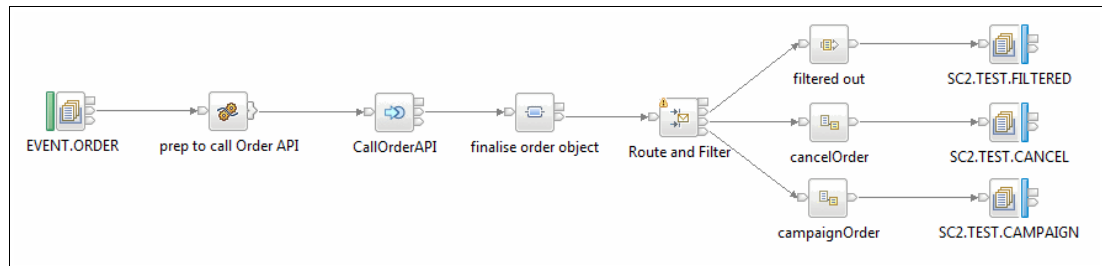 EVENT.ORDER
prep to call Order API
CallOrderAPI
finalise order object
Route and Filter
filtered out
SC2.TEST.FILTERED
cancelOrder
SC2.TEST.CANCEL
campaignOrder
SC2.TEST.CAMPAIGN